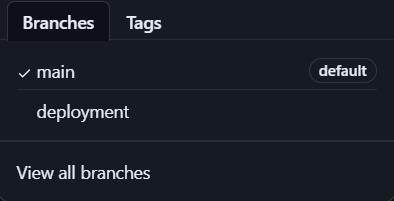 Branches Tags
main default
deployment
View all branches